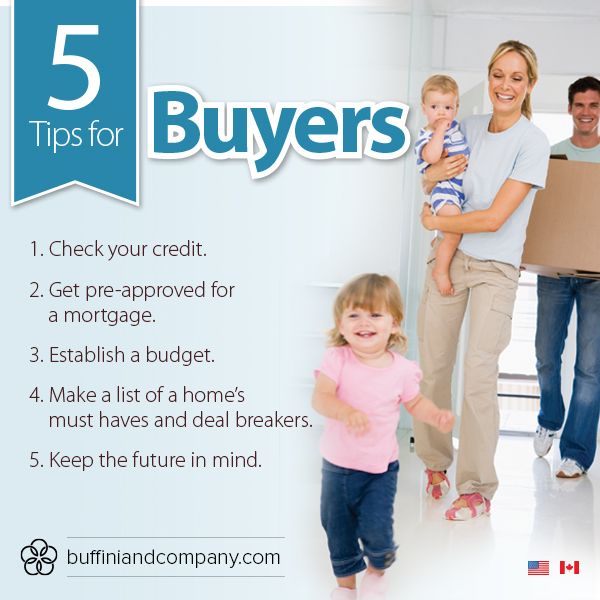 5
Tips for
Buyers
1. Check your credit.
2. Get pre-approved for
a mortgage.
3. Establish a budget.
4. Make a list of a home's
must haves and deal breakers.
5. Keep the future in mind.
buffiniandcompany.com